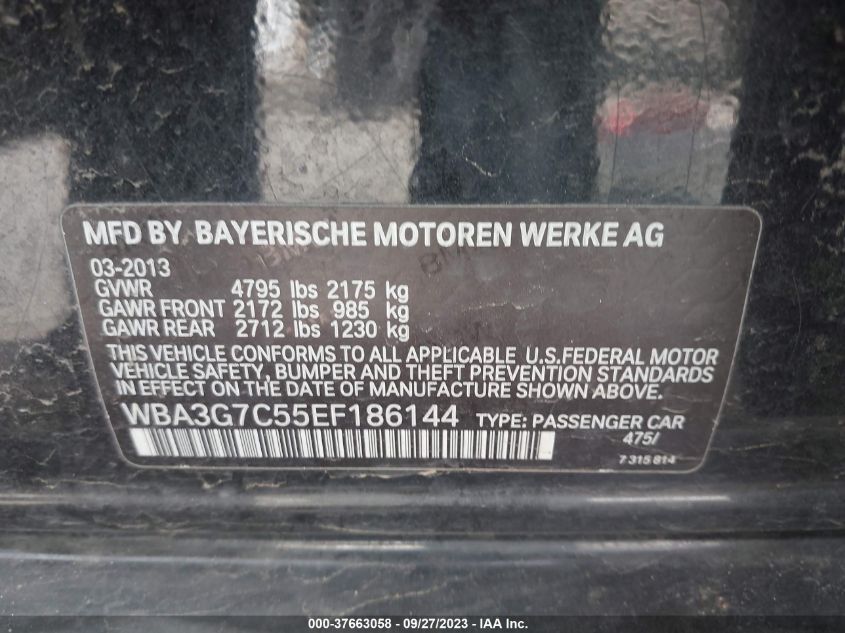 MFD BY BAYERISCHE MOTOREN WERKE AG
03-2013
GVWR 4795 lbs 2175 kg
GAWR FRONT 2172 lbs 985 kg
GAWR REAR 2712 lbs 1230 kg
THIS VEHICLE CONFORMS TO ALL APPLICABLE U.S.FEDERAL MOTOR
VEHICLE SAFETY, BUMPER AND THEFT PREVENTION STANDARDS
IN EFFECT ON THE DATE OF MANUFACTURE SHOWN ABOVE.
WBA3G7C55EF186144 TYPE: PASSENGER CAR
475/
7 315 814
000-37663058 - 09/27/2023 - IAA Inc.